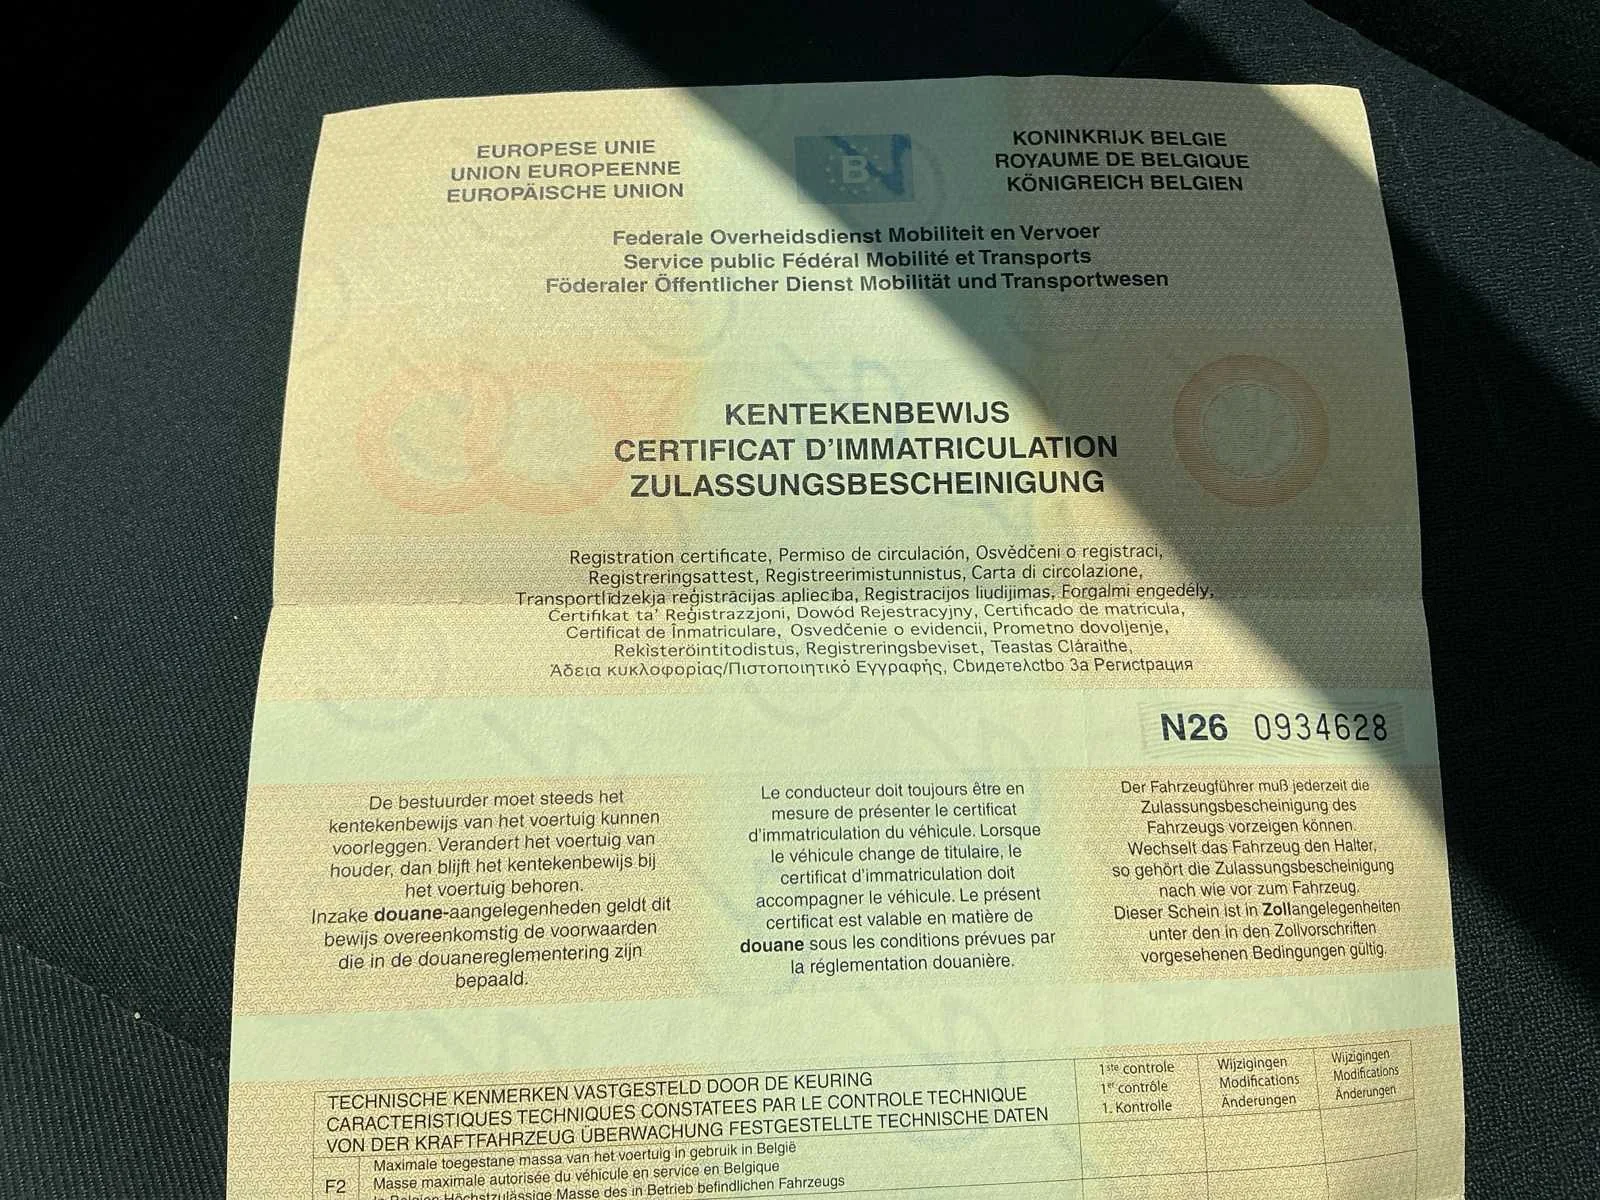 EUROPESE UNIE
UNION EUROPEENNE
EUROPÄISCHE UNION
B
KONINKRIJK BELGIE
ROYAUME DE BELGIQUE
KÖNIGREICH BELGIEN
Federale Overheidsdienst Mobiliteit en Vervoer
Service public Fédéral Mobilité et Transports
Föderaler Öffentlicher Dienst Mobilität und Transportwesen
KENTEKENBEWIJS
CERTIFICAT D'IMMATRICULATION
ZULASSUNGSBESCHEINIGUNG
Registration certificate, Permiso de circulación, Osvědčeni o registraci,
Registreringsattest, Registreerimistunnistus, Carta di circolazione,
Transportlīdzekja reģistrācijas apliecība, Registracijos liudijimas, Forgalmi engedély,
Ċertifikat ta' Reġistrazzjoni, Dowód Rejestracyjny, Certificado de matrícula,
Certificat de Înmatriculare, Osvedčenie o evidencii, Prometno dovoljenje,
Rekisteröintitodistus, Registreringsbeviset, Teastas Cláraithe,
Άδεια κυκλοφορίας/Πιστοποιητικό Εγγραφής, Свидетелство За Регистрация
N26 0934628
De bestuurder moet steeds het
kentekenbewijs van het voertuig kunnen
voorleggen. Verandert het voertuig van
houder, dan blijft het kentekenbewijs bij
het voertuig behoren.
Inzake douane-aangelegenheden geldt dit
bewijs overeenkomstig de voorwaarden
die in de douanereglementering zijn
bepaald.
Le conducteur doit toujours être en
mesure de présenter le certificat
d'immatriculation du véhicule. Lorsque
le véhicule change de titulaire, le
certificat d'immatriculation doit
accompagner le véhicule. Le présent
certificat est valable en matière de
douane sous les conditions prévues par
la réglementation douanière.
Der Fahrzeugführer muß jederzeit die
Zulassungsbescheinigung des
Fahrzeugs vorzeigen können.
Wechselt das Fahrzeug den Halter,
so gehört die Zulassungsbescheinigung
nach wie vor zum Fahrzeug.
Dieser Schein ist in Zollangelegenheiten
unter den in den Zollvorschriften
vorgesehenen Bedingungen gültig.
TECHNISCHE KENMERKEN VASTGESTELD DOOR DE KEURING
CARACTERISTIQUES TECHNIQUES CONSTATEES PAR LE CONTROLE TECHNIQUE
VON DER KRAFTFAHRZEUG ÜBERWACHUNG FESTGESTELLTE TECHNISCHE DATEN
1ste controle
1er contrôle
1. Kontrolle
Wijzigingen
Modifications
Änderungen
Wijzigingen
Modifications
Änderungen
F2
Maximale toegestane massa van het voertuig in gebruik in België
Masse maximale autorisée du véhicule en service en Belgique
In Belgien Höchstzulässige Masse des in Betrieb befindlichen Fahrzeugs